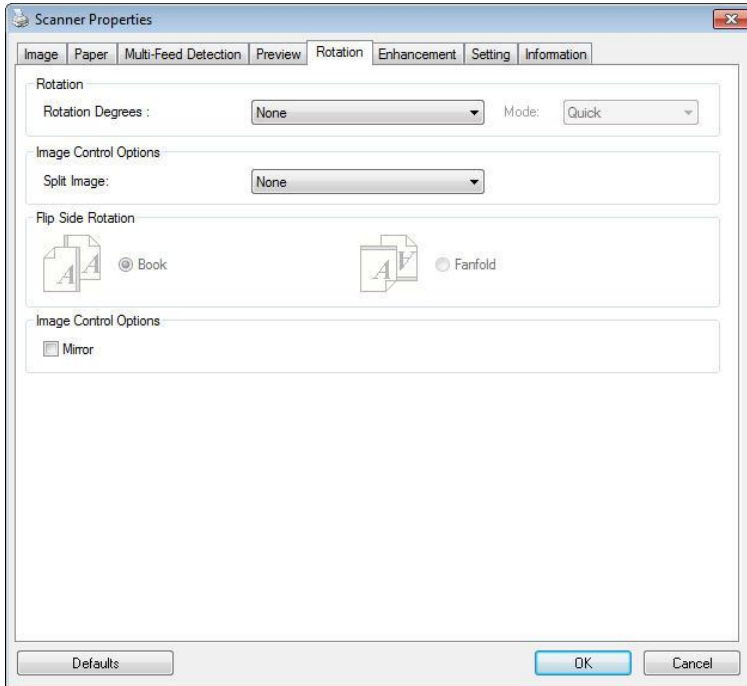 Scanner Properties
Image Paper Multi-Feed Detection Preview Rotation Enhancement Setting Information
Rotation
Rotation Degrees : None Mode: Quick
Image Control Options
Split Image: None
Flip Side Rotation
A A Book A A Fanfold
Image Control Options
Mirror
Defaults OK Cancel